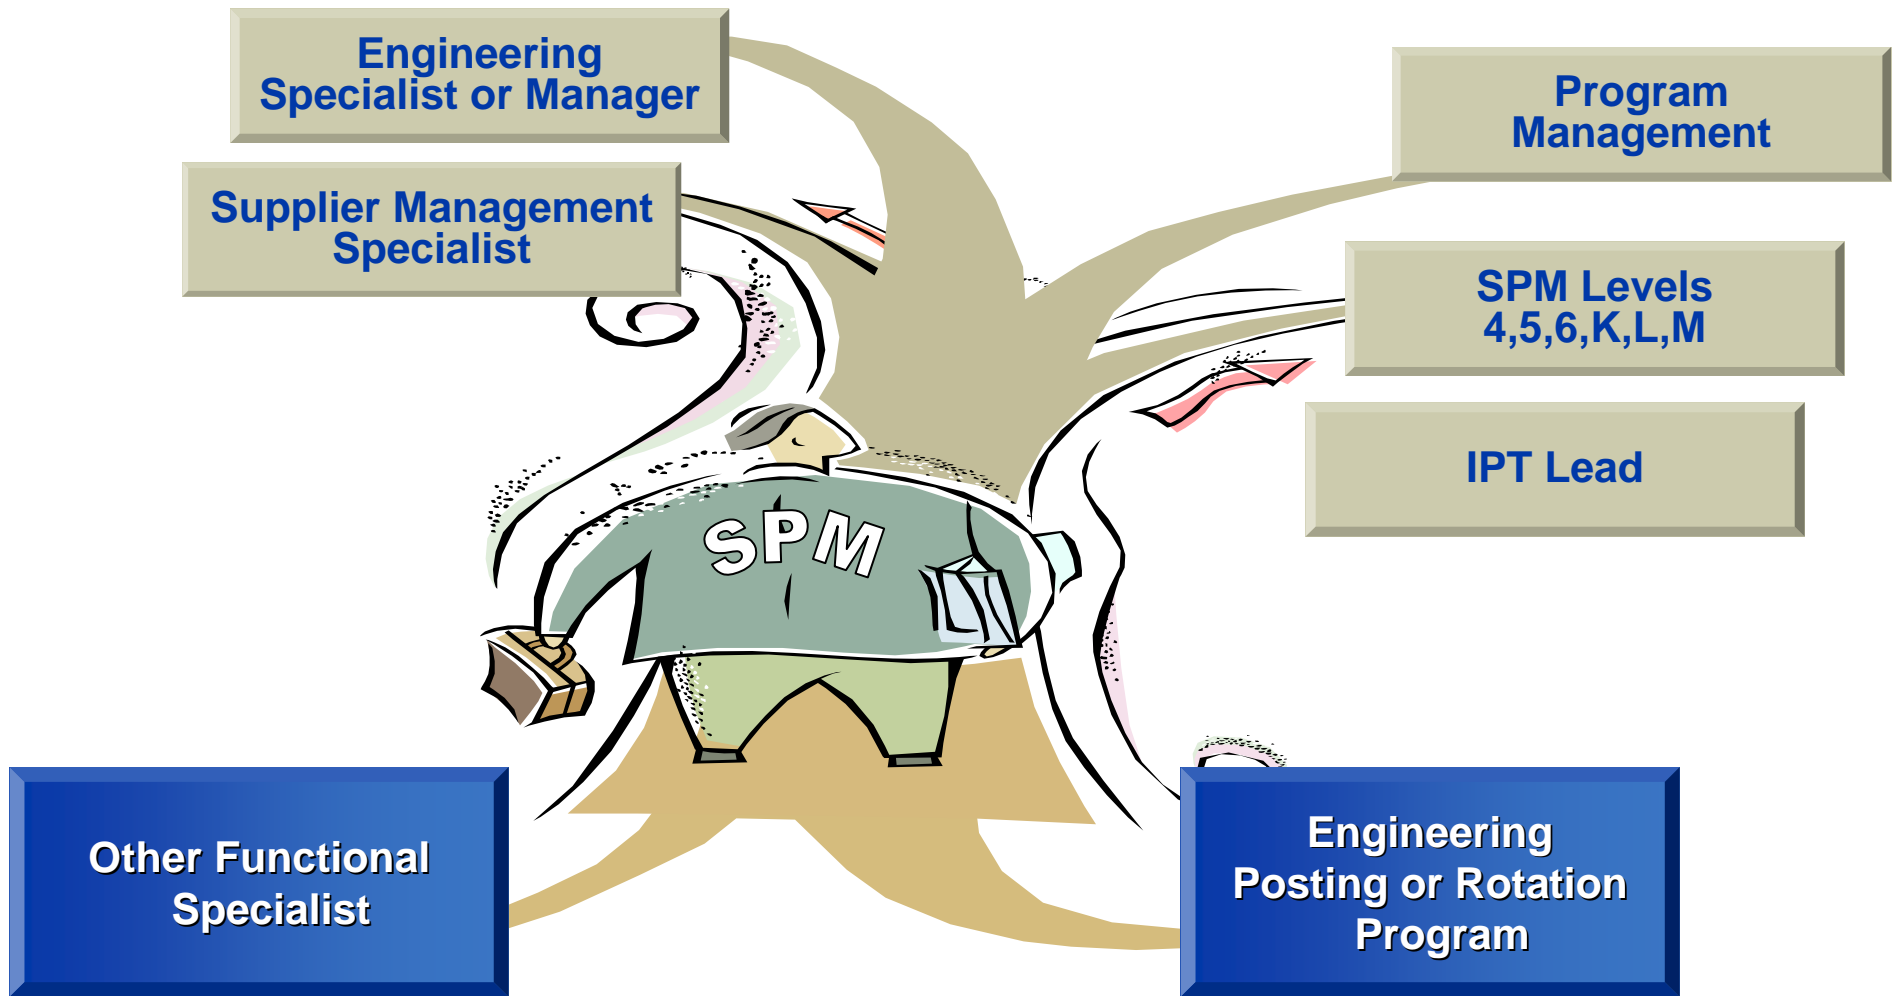 Engineering
Specialist or Manager
Supplier Management
Specialist
Program
Management
SPM Levels
4,5,6,K,L,M
IPT Lead
SPM
Other Functional
Specialist
Engineering
Posting or Rotation
Program